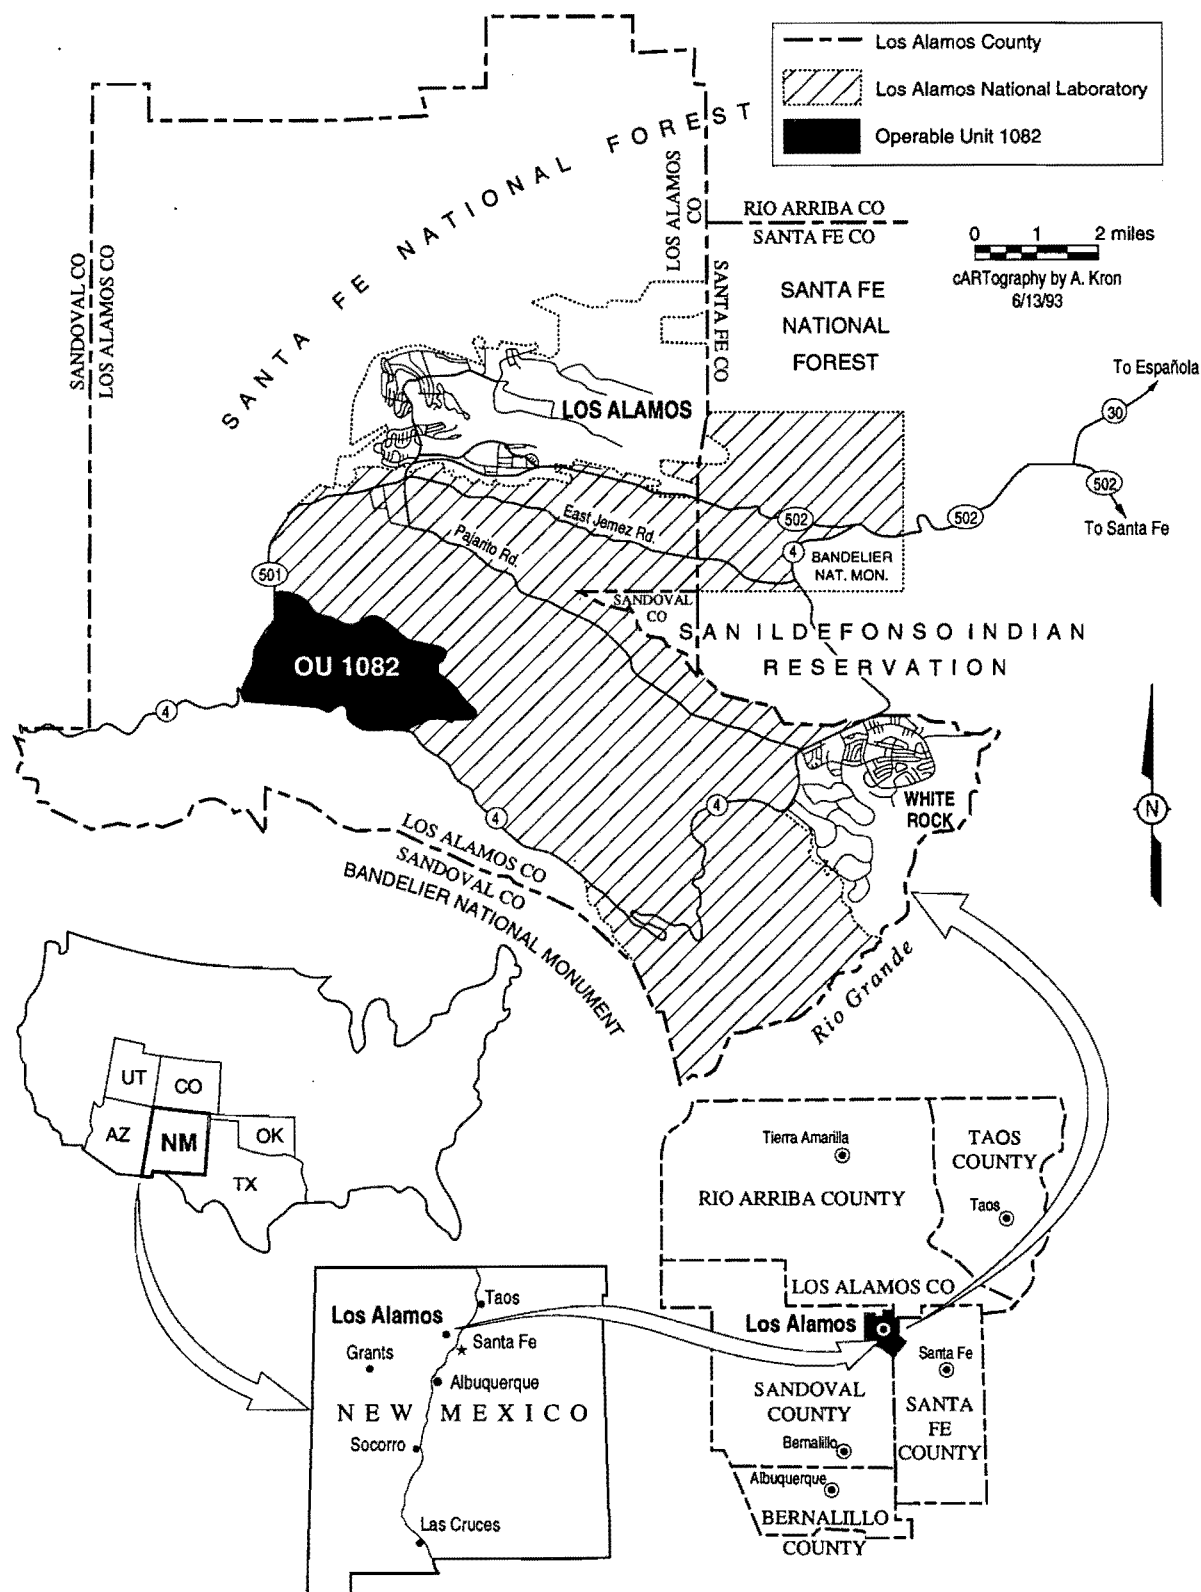 Los Alamos County
Los Alamos National Laboratory
Operable Unit 1082
SANTA FE NATIONAL FOREST
LOS ALAMOS CO
RIO ARRIBA CO
SANTA FE CO
0 1 2 miles
cARTography by A. Kron
6/13/93
SANDOVAL CO
LOS ALAMOS CO
SANTA FE CO
SANTA FE
NATIONAL
FOREST
To Española
30
LOS ALAMOS
502
To Santa Fe
502
502
East Jemez Rd.
Pajarito Rd.
4
BANDELIER
NAT. MON.
501
SANDOVAL
CO
SAN ILDEFONSO INDIAN
RESERVATION
OU 1082
4
4
4
WHITE
ROCK
N
LOS ALAMOS CO
SANDOVAL CO
BANDELIER NATIONAL MONUMENT
Rio Grande
UT
CO
AZ
NM
OK
TX
Tierra Amarilla
TAOS
COUNTY
RIO ARRIBA COUNTY
Taos
LOS ALAMOS CO
Los Alamos
Santa Fe
SANDOVAL
COUNTY
SANTA
FE
COUNTY
Bernalillo
Albuquerque
BERNALILLO
COUNTY
Taos
Los Alamos
Santa Fe
Grants
Albuquerque
NEW MEXICO
Socorro
Las Cruces